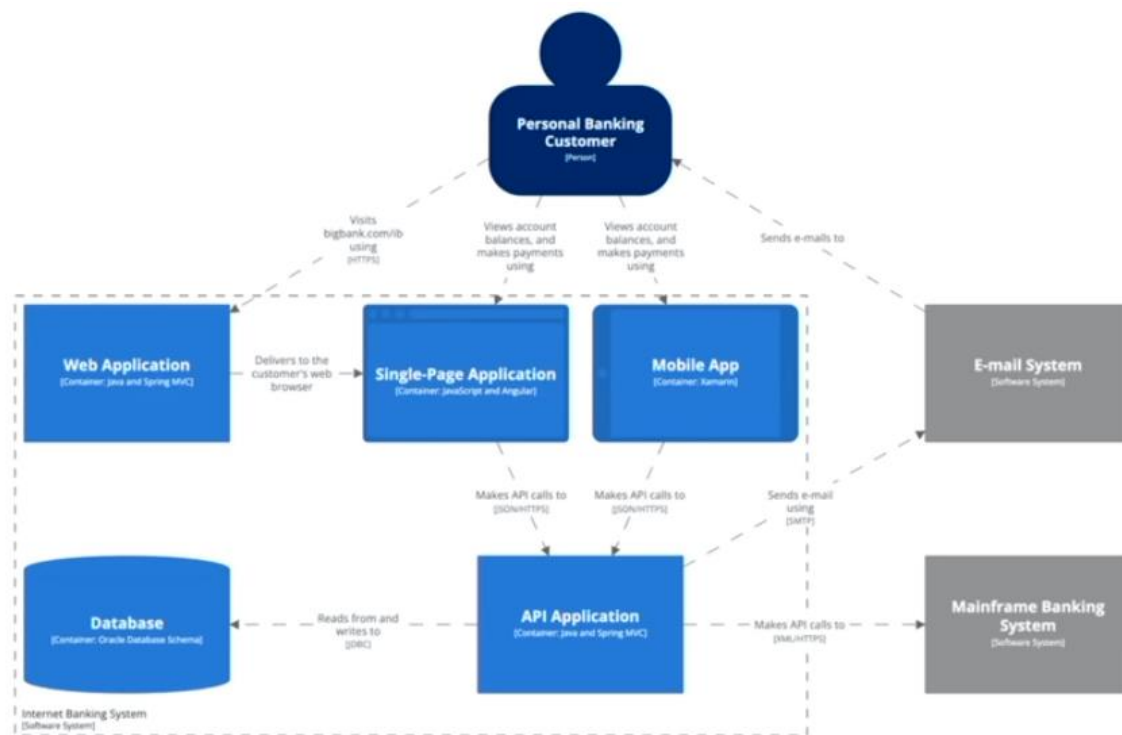 Personal Banking
Customer
[Person]
Visits
bigbank.com/ib
using
[HTTPS]
Views account
balances, and
makes payments
using
Views account
balances, and
makes payments
using
Sends e-mails to
Web Application
[Container: Java and Spring MVC]
Delivers to the
customer's web
browser
Single-Page Application
[Container: JavaScript and Angular]
Mobile App
[Container: Xamarin]
E-mail System
[Software System]
Makes API calls to
[JSON/HTTPS]
Makes API calls to
[JSON/HTTPS]
Sends e-mail
using
[SMTP]
Database
[Container: Oracle Database Schema]
Reads from and
writes to
[JDBC]
API Application
[Container: Java and Spring MVC]
Makes API calls to
[XML/HTTPS]
Mainframe Banking
System
[Software System]
Internet Banking System
[Software System]